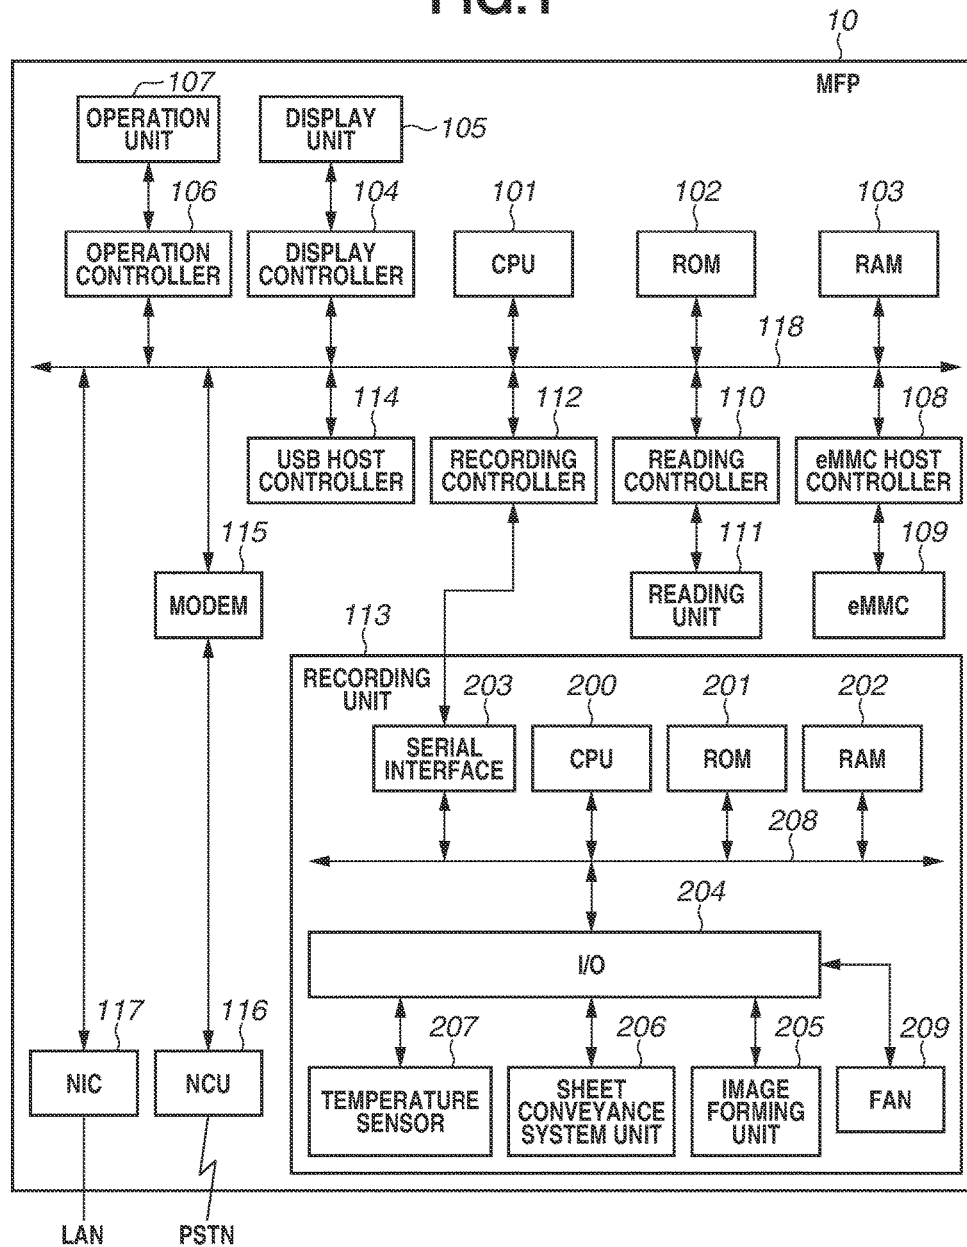 FIG.1
10
MFP
107
OPERATION
UNIT
DISPLAY
UNIT
105
106
104
101
102
103
OPERATION
CONTROLLER
DISPLAY
CONTROLLER
CPU
ROM
RAM
118
114
112
110
108
USB HOST
CONTROLLER
RECORDING
CONTROLLER
READING
CONTROLLER
eMMC HOST
CONTROLLER
115
111
109
MODEM
READING
UNIT
eMMC
113
RECORDING
UNIT
203
200
201
202
SERIAL
INTERFACE
CPU
ROM
RAM
208
204
I/O
117
116
207
206
205
209
NIC
NCU
TEMPERATURE
SENSOR
SHEET
CONVEYANCE
SYSTEM UNIT
IMAGE
FORMING
UNIT
FAN
LAN
PSTN